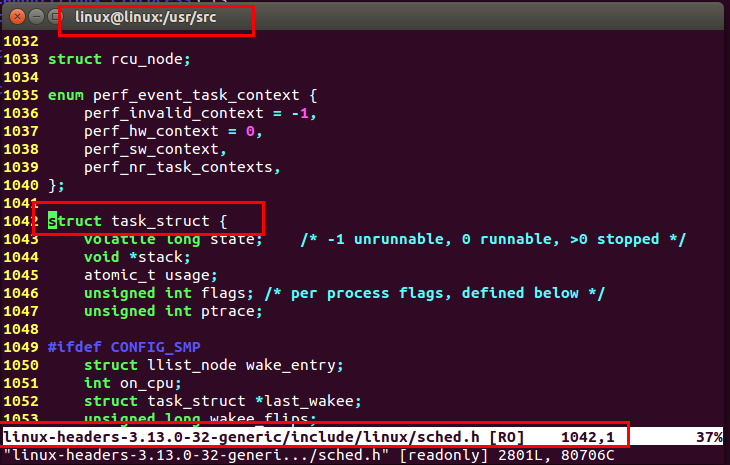 linux@linux:/usr/src
1032
1033 struct rcu_node;
1034
1035 enum perf_event_task_context {
1036     perf_invalid_context = -1,
1037     perf_hw_context = 0,
1038     perf_sw_context,
1039     perf_nr_task_contexts,
1040 };
1041
1042 struct task_struct {
1043     volatile long state;    /* -1 unrunnable, 0 runnable, >0 stopped */
1044     void *stack;
1045     atomic_t usage;
1046     unsigned int flags; /* per process flags, defined below */
1047     unsigned int ptrace;
1048
1049 #ifdef CONFIG_SMP
1050     struct llist_node wake_entry;
1051     int on_cpu;
1052     struct task_struct *last_wakee;
1053     unsigned long wakee_flips;
linux-headers-3.13.0-32-generic/include/linux/sched.h [RO]    1042,1    37%
"linux-headers-3.13.0-32-generi.../sched.h" [readonly] 2801L, 80706C